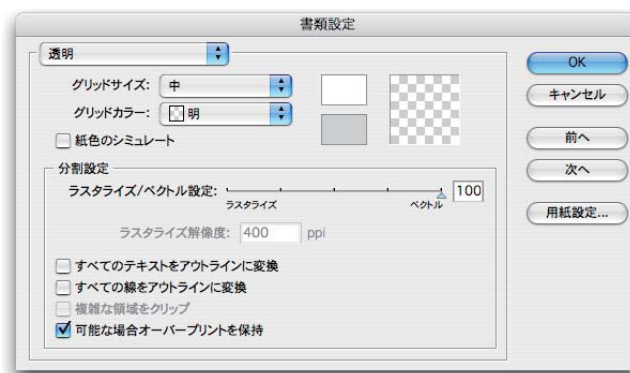 書類設定
透明
OK
グリッドサイズ: 中
キャンセル
グリッドカラー: 明
紙色のシミュレート
前へ
分割設定
次へ
ラスタライズ/ベクトル設定: 100
ラスタライズ ベクトル
用紙設定...
ラスタライズ解像度: 400 ppi
すべてのテキストをアウトラインに変換
すべての線をアウトラインに変換
複雑な領域をクリップ
可能な場合オーバープリントを保持